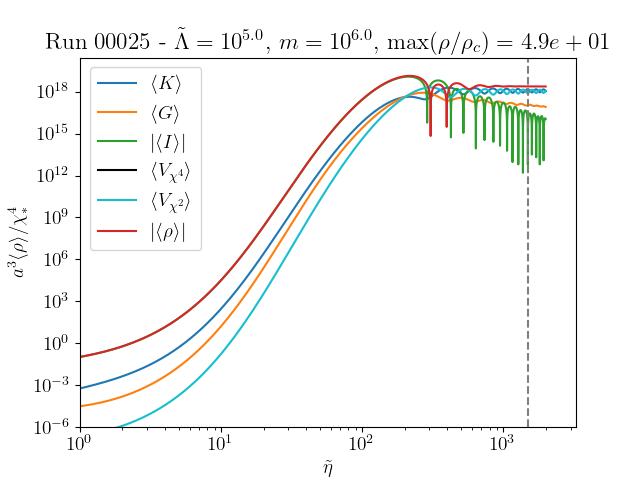 Run 00025 - Λ̃ = 10^5.0, m = 10^6.0, max(ρ/ρ_c) = 4.9e + 01
⟨K⟩
⟨G⟩
|⟨I⟩|
⟨V_χ⁴⟩
⟨V_χ²⟩
|⟨ρ⟩|
a³⟨ρ⟩/χ_*⁴
10^18
10^15
10^12
10^9
10^6
10^3
10^0
10^−3
10^−6
10^0
10^1
10^2
10^3
η̃